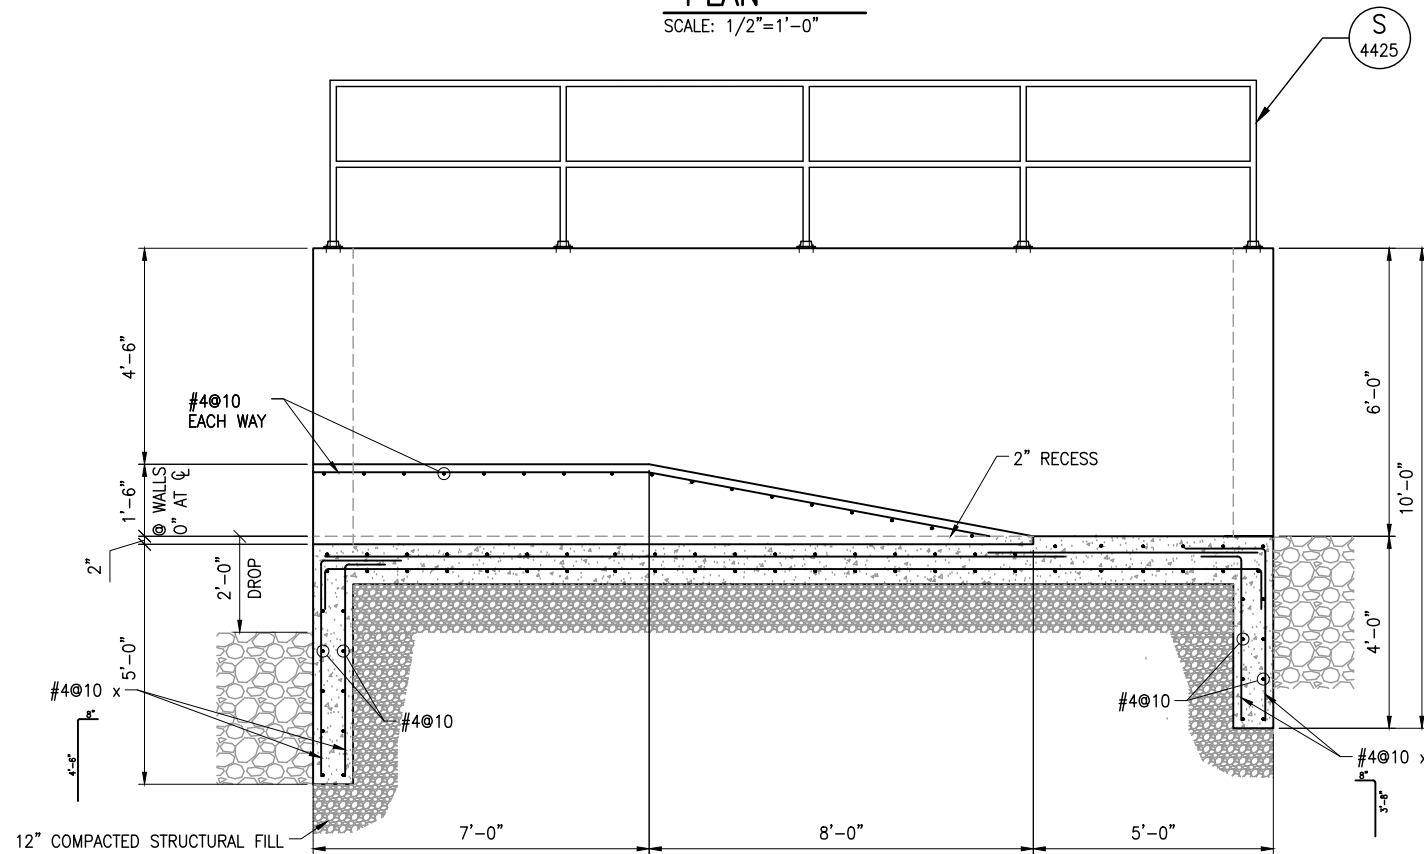 PLAN
SCALE: 1/2"=1'-0"
S
4425
4'-6"
6'-0"
10'-0"
#4@10
EACH WAY
2" RECESS
1'-6"
@ WALLS
0" AT ℄
2"
2'-0"
DROP
5'-0"
4'-0"
#4@10 x
8"
4'-6"
#4@10
#4@10
#4@10 x
8"
3'-8"
12" COMPACTED STRUCTURAL FILL
7'-0"
8'-0"
5'-0"